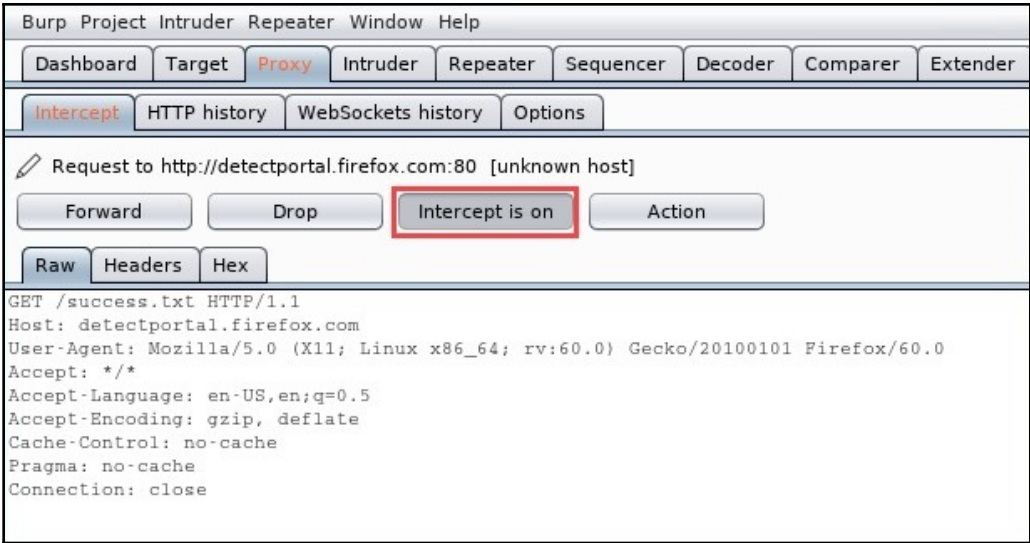 Burp Project Intruder Repeater Window Help
Dashboard Target Proxy Intruder Repeater Sequencer Decoder Comparer Extender
Intercept HTTP history WebSockets history Options
Request to http://detectportal.firefox.com:80 [unknown host]
Forward Drop Intercept is on Action
Raw Headers Hex
GET /success.txt HTTP/1.1
Host: detectportal.firefox.com
User-Agent: Mozilla/5.0 (X11; Linux x86_64; rv:60.0) Gecko/20100101 Firefox/60.0
Accept: */*
Accept-Language: en-US,en;q=0.5
Accept-Encoding: gzip, deflate
Cache-Control: no-cache
Pragma: no-cache
Connection: close